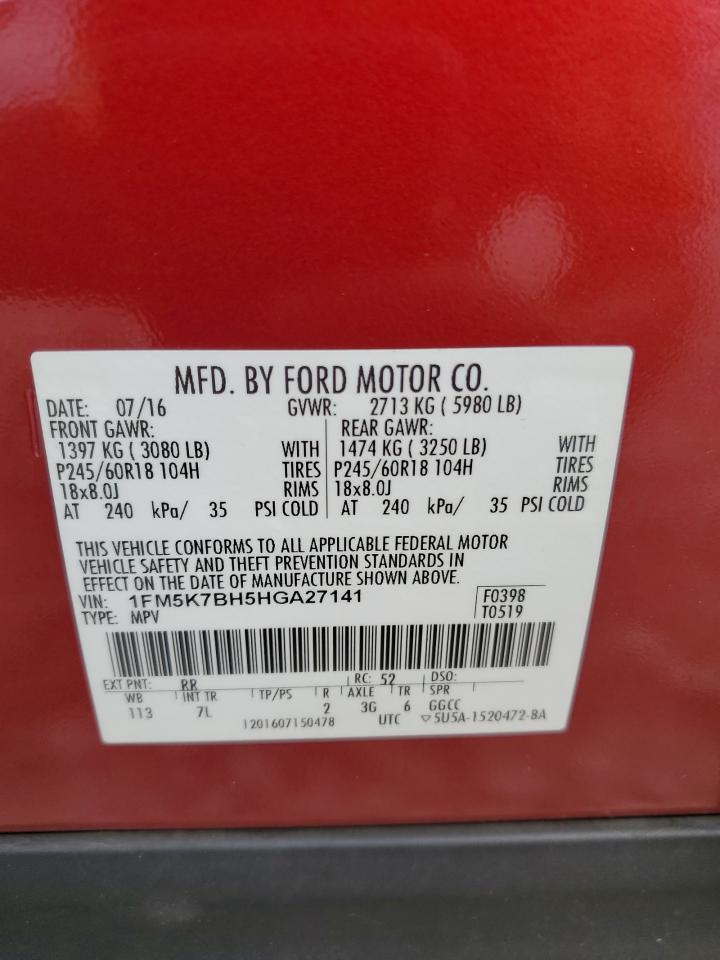 MFD. BY FORD MOTOR CO.
DATE: 07/16 GVWR: 2713 KG ( 5980 LB)
FRONT GAWR: REAR GAWR:
1397 KG ( 3080 LB) WITH 1474 KG ( 3250 LB) WITH
P245/60R18 104H TIRES P245/60R18 104H TIRES
18x8.0J RIMS 18x8.0J RIMS
AT 240 kPa/ 35 PSI COLD AT 240 kPa/ 35 PSI COLD
THIS VEHICLE CONFORMS TO ALL APPLICABLE FEDERAL MOTOR
VEHICLE SAFETY AND THEFT PREVENTION STANDARDS IN
EFFECT ON THE DATE OF MANUFACTURE SHOWN ABOVE.
VIN: 1FM5K7BH5HGA27141 F0398
TYPE: MPV T0519
EXT PNT: RR RC: 52 DSO:
WB INT TR TP/PS R AXLE TR SPR
113 7L 2 3G 6 GGCC
1201607150478 UTC ▽5U5A-1520472-BA